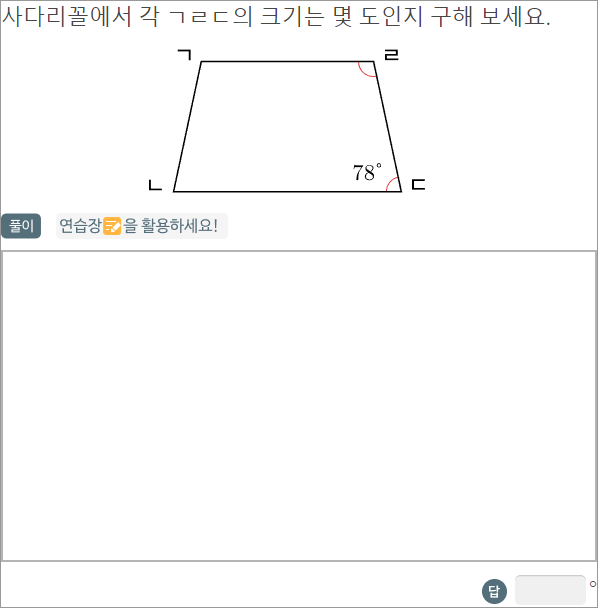 사다리꼴에서 각 ㄱㄹㄷ의 크기는 몇 도인지 구해 보세요.
ㄱ ㄹ
78°
ㄴ ㄷ
풀이 연습장을 활용하세요!
답 °